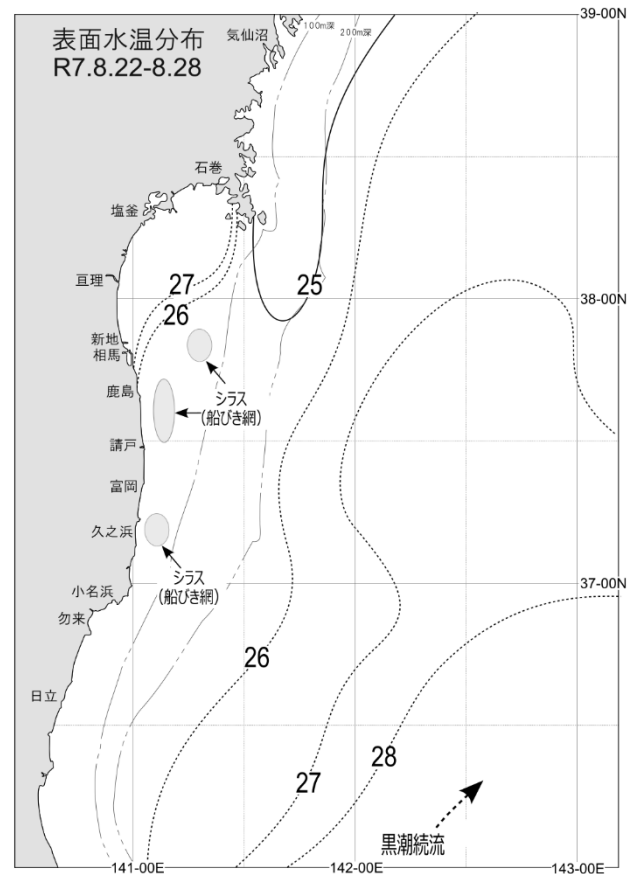 表面水温分布
R7.8.22-8.28
39-00N
気仙沼
100m深
200m深
石巻
塩釜
亘理
27
25
38-00N
26
新地
相馬
鹿島
シラス
(船びき網)
請戸
富岡
久之浜
シラス
(船びき網)
37-00N
小名浜
勿来
26
日立
28
27
黒潮続流
141-00E
142-00E
143-00E